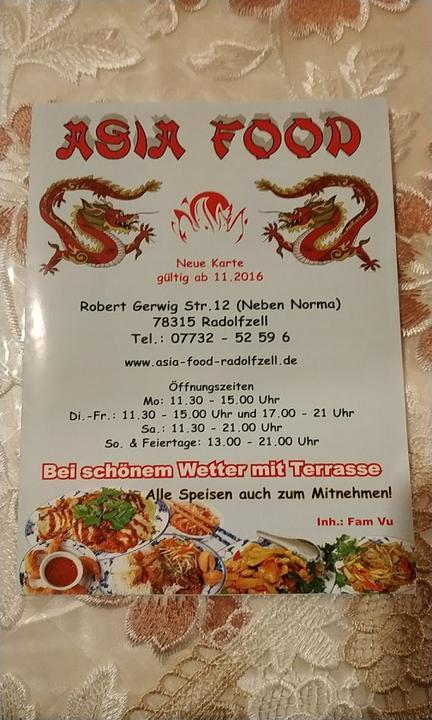 ASIA FOOD
Neue Karte
gültig ab 11.2016
Robert Gerwig Str.12 (Neben Norma)
78315 Radolfzell
Tel.: 07732 - 52 59 6
www.asia-food-radolfzell.de
Öffnungszeiten
Mo: 11.30 - 15.00 Uhr
Di.-Fr.: 11.30 - 15.00 Uhr und 17.00 - 21 Uhr
Sa.: 11.30 - 21.00 Uhr
So. & Feiertage: 13.00 - 21.00 Uhr
Bei schönem Wetter mit Terrasse
Alle Speisen auch zum Mitnehmen!
Inh.: Fam Vu